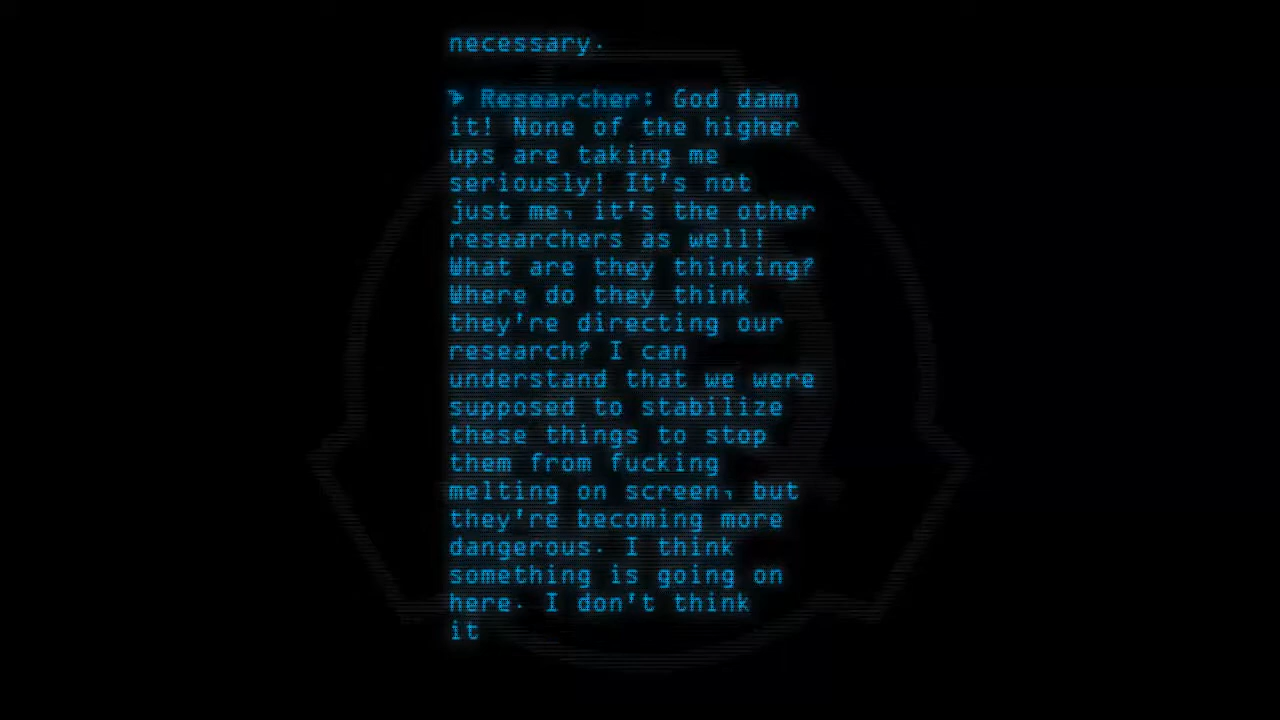 necessary.
> Researcher: God damn
it! None of the higher
ups are taking me
seriously! It's not
just me, it's the other
researchers as well!
What are they thinking?
Where do they think
they're directing our
research? I can
understand that we were
supposed to stabilize
these things to stop
them from fucking
melting on screen, but
they're becoming more
dangerous. I think
something is going on
here. I don't think
it